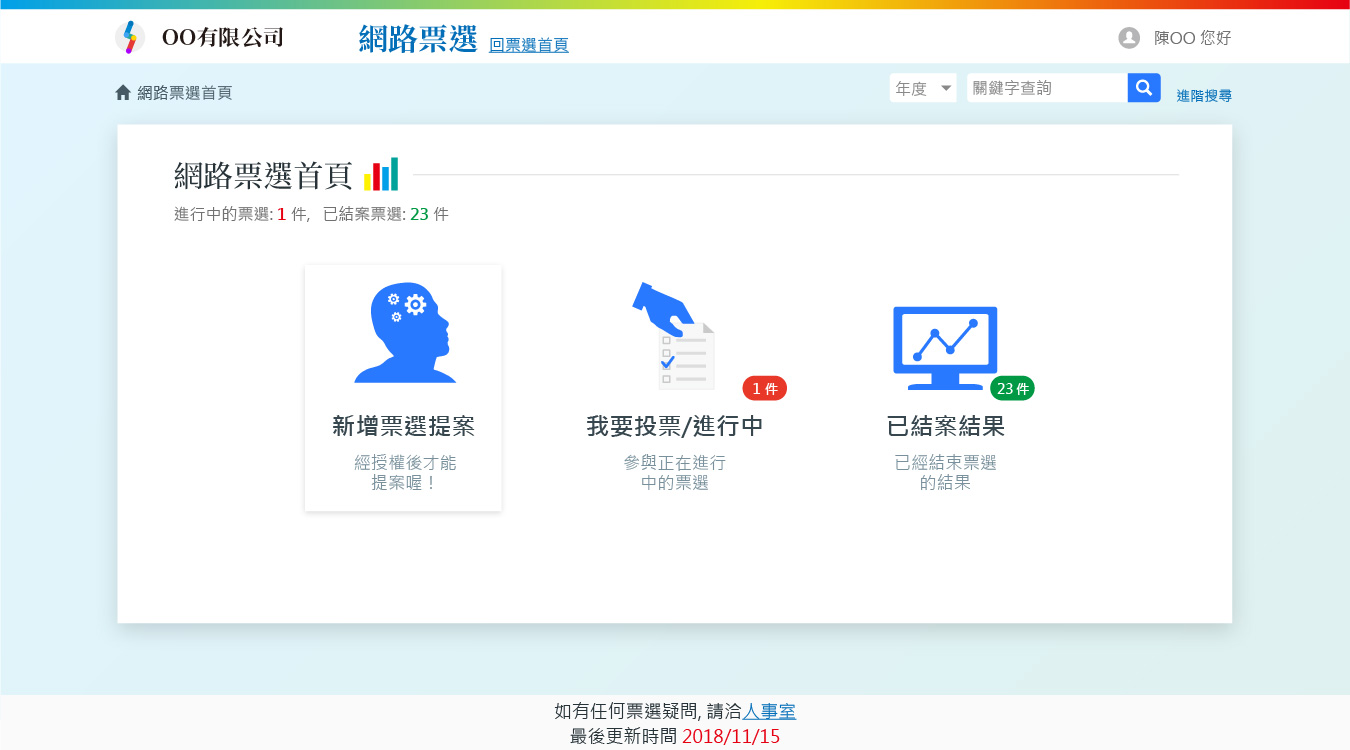 OO有限公司
網路票選 回票選首頁
陳OO 您好
網路票選首頁
年度
關鍵字查詢
進階搜尋
網路票選首頁
進行中的票選: 1 件, 已結案票選: 23 件
新增票選提案
經授權後才能
提案喔！
1 件
我要投票/進行中
參與正在進行
中的票選
23 件
已結案結果
已經結束票選
的結果
如有任何票選疑問, 請洽人事室
最後更新時間 2018/11/15